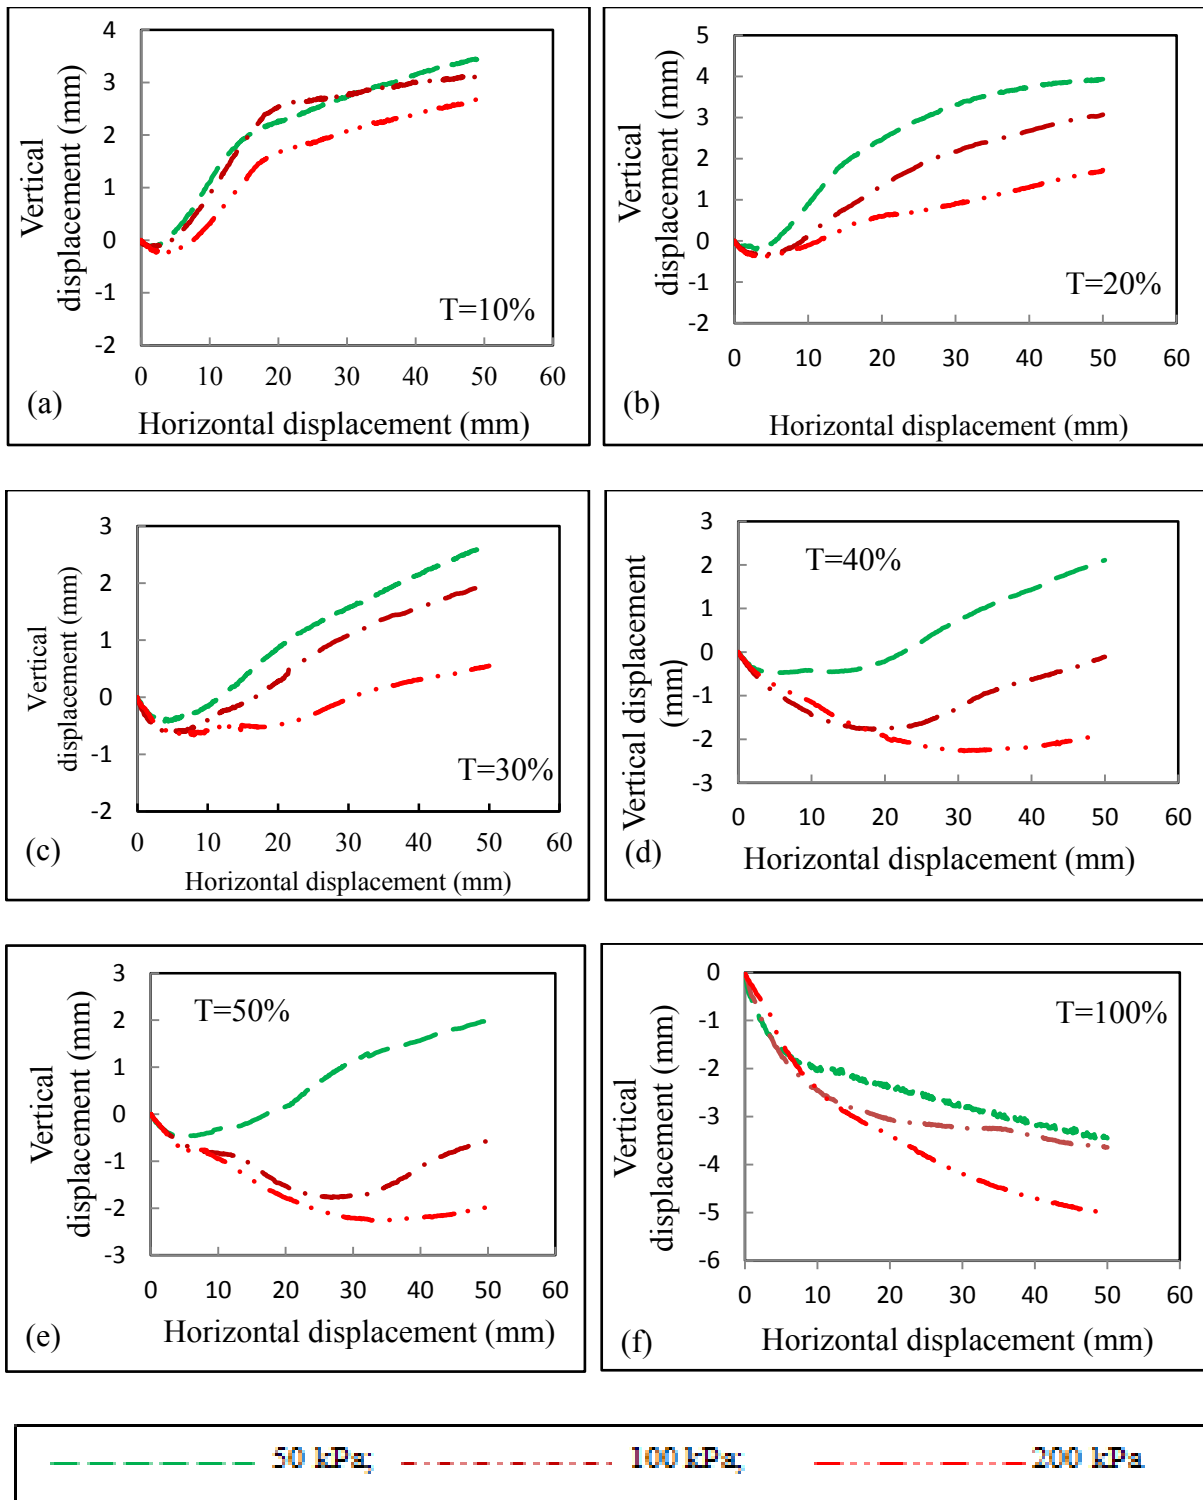 4
3
2
1
0
-1
-2
0 10 20 30 40 50 60
Vertical
displacement (mm)
T=10%
(a)
Horizontal displacement (mm)
5
4
3
2
1
0
-1
-2
0 10 20 30 40 50 60
Vertical
displacement (mm)
T=20%
(b)
Horizontal displacement (mm)
3
2
1
0
-1
-2
0 10 20 30 40 50 60
Vertical
displacement (mm)
T=30%
(c)
Horizontal displacement (mm)
3
2
1
0
-1
-2
-3
0 10 20 30 40 50 60
Vertical displacement
(mm)
T=40%
(d)
Horizontal displacement (mm)
3
2
1
0
-1
-2
-3
0 10 20 30 40 50 60
Vertical
displacement (mm)
T=50%
(e)
Horizontal displacement (mm)
0
-1
-2
-3
-4
-5
-6
0 10 20 30 40 50 60
Vertical
displacement (mm)
T=100%
(f)
Horizontal displacement (mm)
50 kPa; 100 kPa; 200 kPa